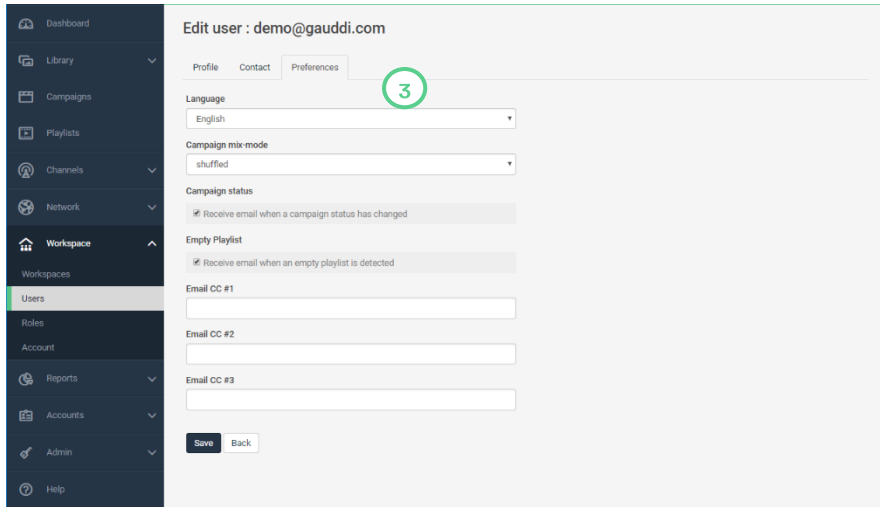 Dashboard
Library
Campaigns
Playlists
Channels
Network
Workspace
Workspaces
Users
Roles
Account
Reports
Accounts
Admin
Help
Edit user : demo@gauddi.com
Profile Contact Preferences
3
Language
English
Campaign mix-mode
shuffled
Campaign status
Receive email when a campaign status has changed
Empty Playlist
Receive email when an empty playlist is detected
Email CC #1
Email CC #2
Email CC #3
Save Back